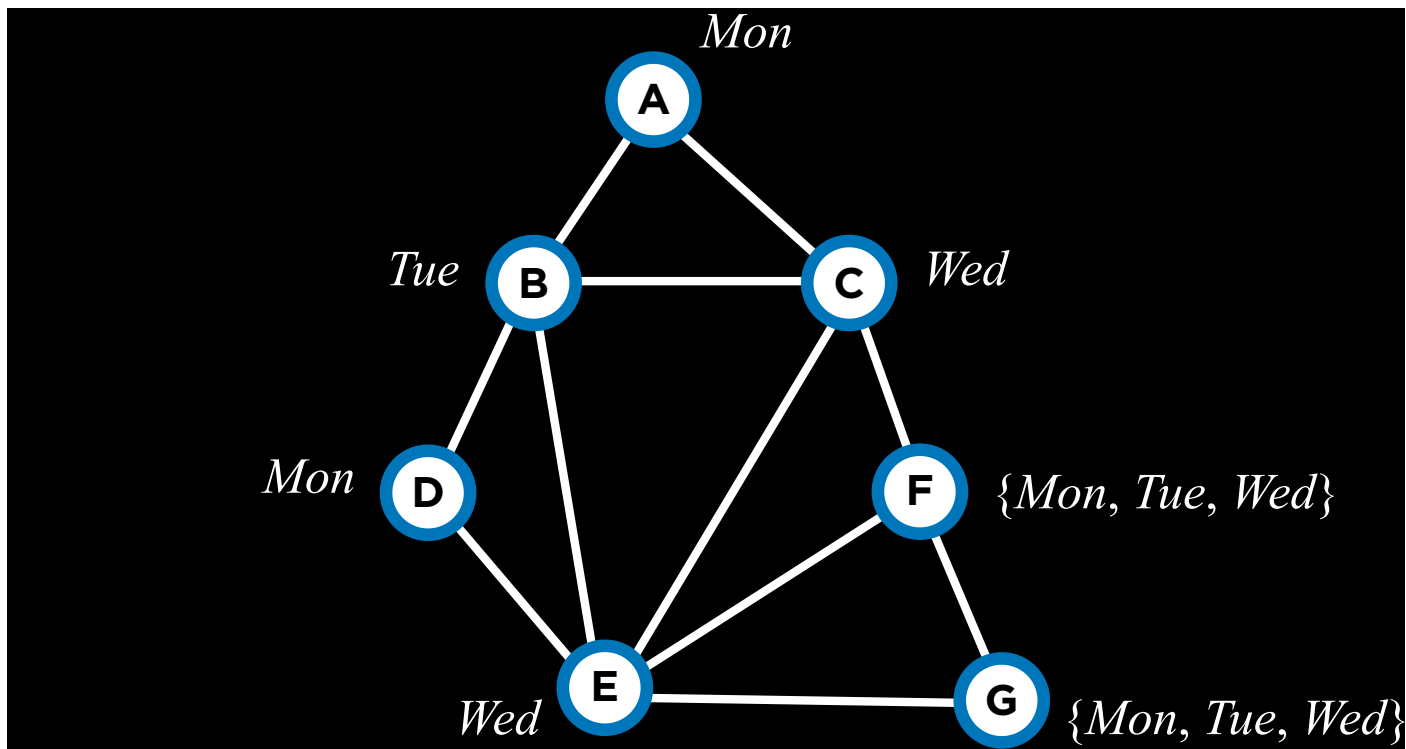 Mon
A
Tue B C Wed
Mon D F {Mon, Tue, Wed}
E
Wed G {Mon, Tue, Wed}